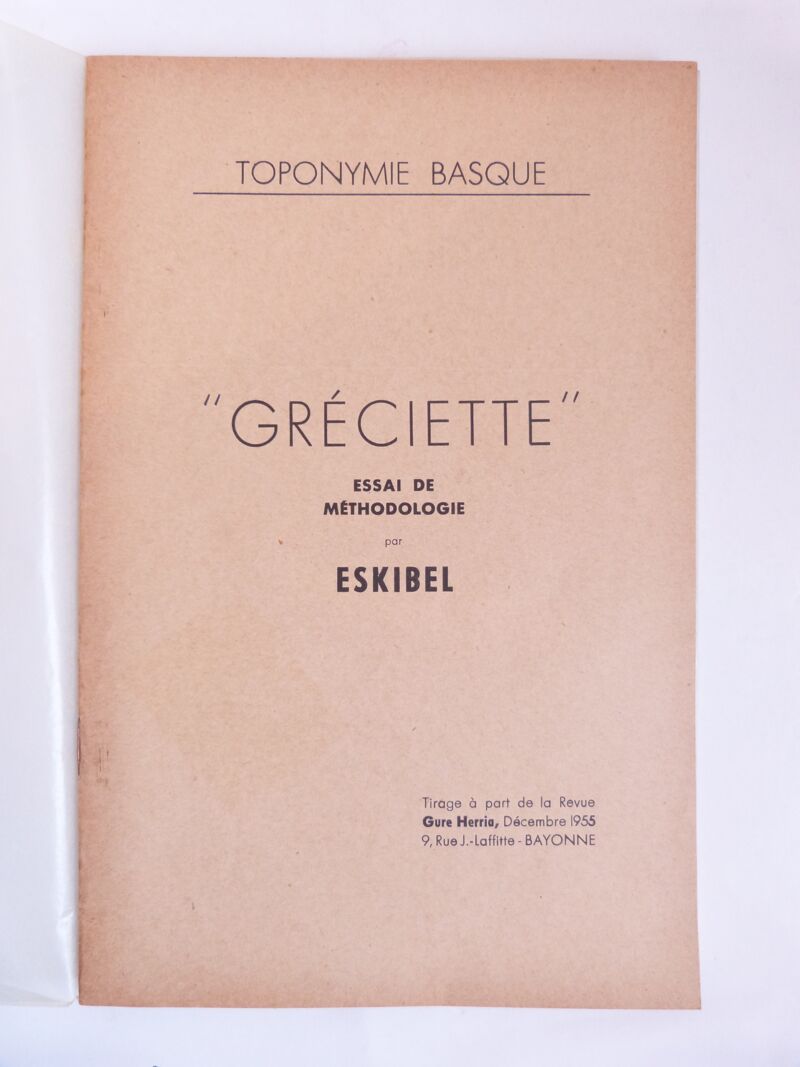 TOPONYMIE BASQUE
"GRÉCIETTE"
ESSAI DE
MÉTHODOLOGIE
par
ESKIBEL
Tirage à part de la Revue
Gure Herria, Décembre 1955
9, Rue J.-Laffitte - BAYONNE